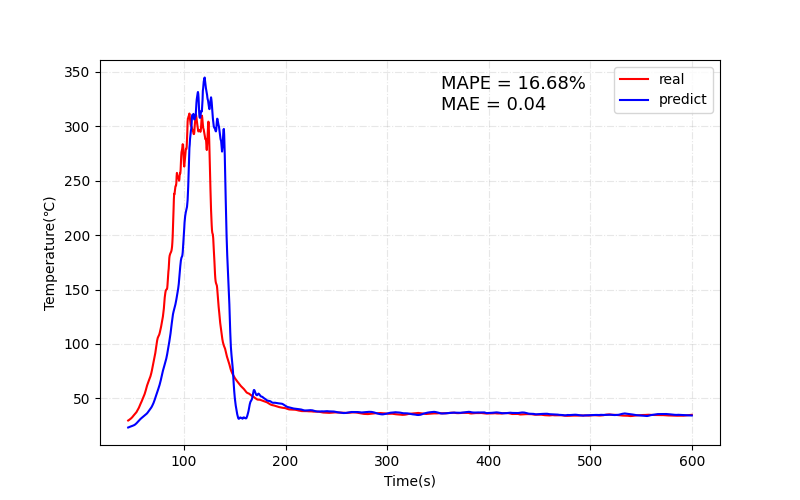 MAPE = 16.68%
MAE = 0.04
real
predict
350
300
250
200
150
100
50
Temperature(℃)
100
200
300
400
500
600
Time(s)